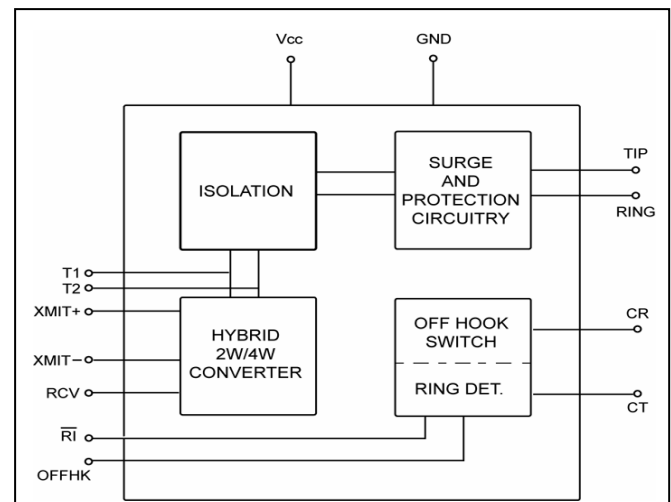 Vcc
GND
ISOLATION
SURGE
AND
PROTECTION
CIRCUITRY
TIP
RING
T1
T2
XMIT+
XMIT−
RCV
HYBRID
2W/4W
CONVERTER
OFF HOOK
SWITCH
RING DET.
CR
CT
R̅I̅
OFFHK